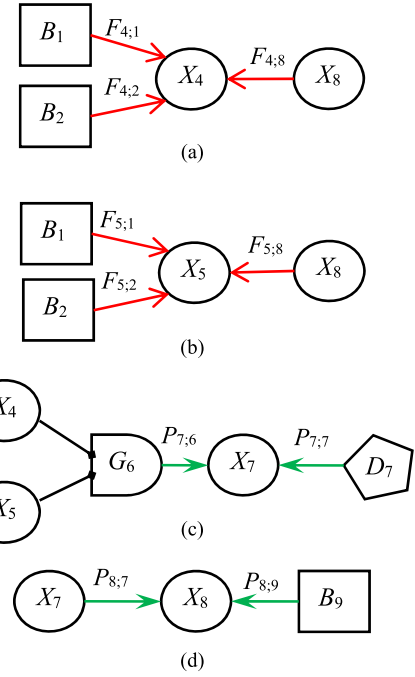 B1 F4;1
X4 F4;8 X8
B2 F4;2
(a)
B1 F5;1
X5 F5;8 X8
B2 F5;2
(b)
X4
G6 P7;6 X7 P7;7 D7
X5
(c)
X7 P8;7 X8 P8;9 B9
(d)